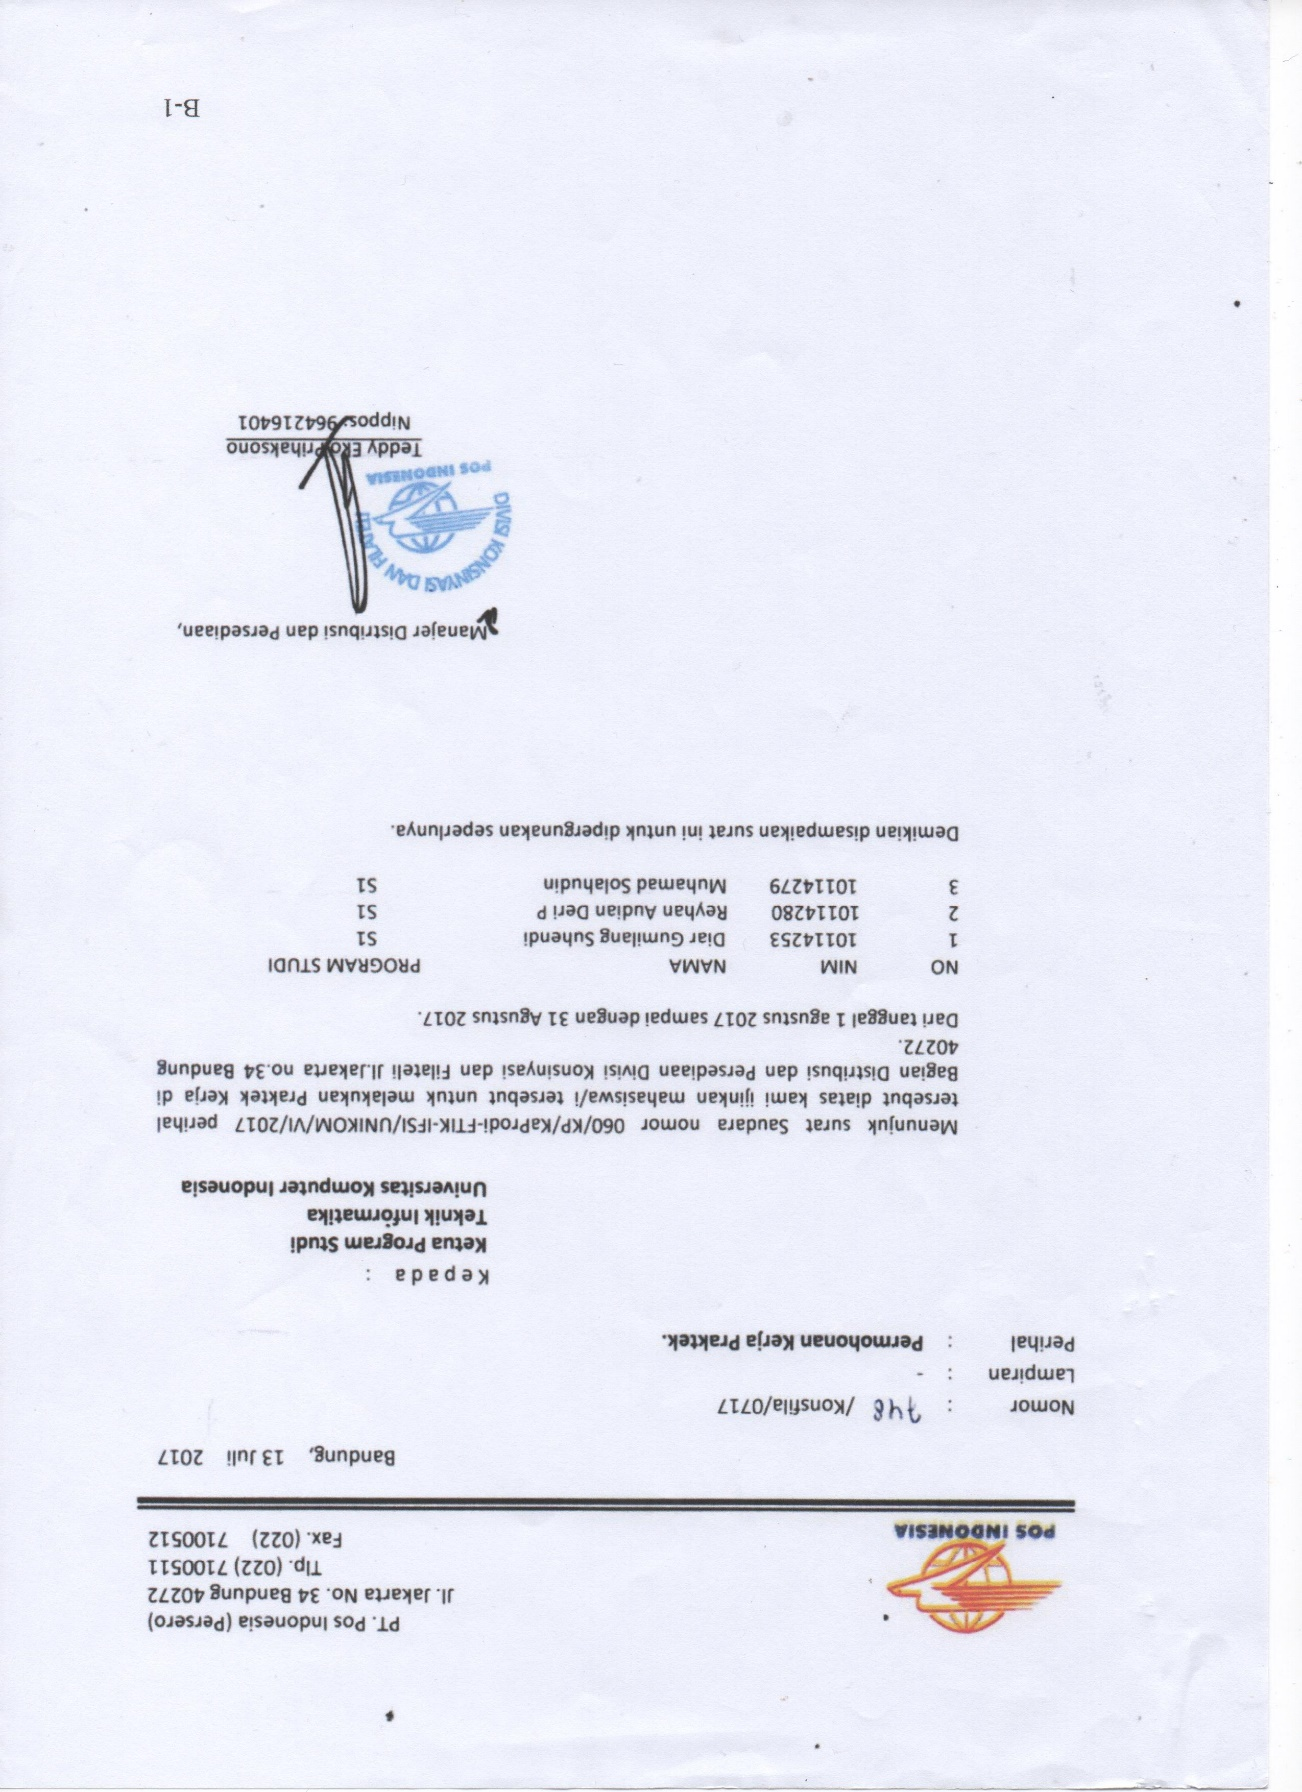 POS INDONESIA
PT. Pos Indonesia (Persero)
Jl. Jakarta No. 34 Bandung 40272
Tlp. (022) 7100511
Fax. (022) 7100512
Bandung, 13 Juli 2017
Nomor : 748 /Konsfila/0717
Lampiran : -
Perihal : Permohonan Kerja Praktek.
Kepada :
Ketua Program Studi
Teknik Informatika
Universitas Komputer Indonesia
Menunjuk surat Saudara nomor 060/KP/KaProdi-FTIK-IFSI/UNIKOM/VI/2017 perihal
tersebut diatas kami ijinkan mahasiswa/i tersebut untuk melakukan Praktek Kerja di
Bagian Distribusi dan Persediaan Divisi Konsinyasi dan Filateli Jl.Jakarta no.34 Bandung
40272.
Dari tanggal 1 agustus 2017 sampai dengan 31 Agustus 2017.
NO NIM NAMA PROGRAM STUDI
1 10114253 Diar Gumilang Suhendi S1
2 10114280 Reyhan Audian Deri P S1
3 10114279 Muhamad Solahudin S1
Demikian disampaikan surat ini untuk dipergunakan seperlunya.
Manajer Distribusi dan Persediaan,
DIVISI KONSINYASI DAN FILATELI
POS INDONESIA
Teddy Eko Prihaksono
Nippos. 964216401
B-1